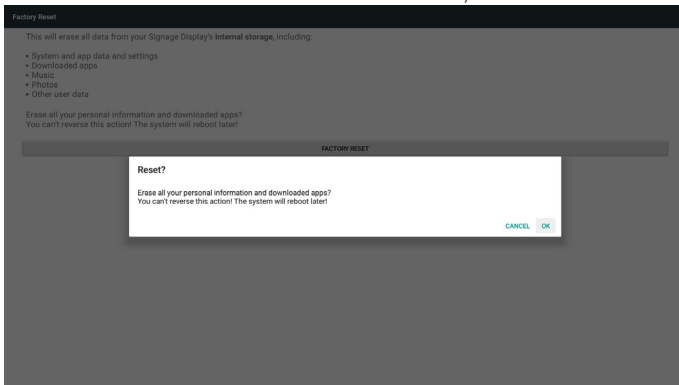 Factory Reset
This will erase all data from your Signage Display's internal storage, including:
• System and app data and settings
• Downloaded apps
• Music
• Photos
• Other user data
Erase all your personal information and downloaded apps?
You can't reverse this action! The system will reboot later!
FACTORY RESET
Reset?
Erase all your personal information and downloaded apps?
You can't reverse this action! The system will reboot later!
CANCEL OK